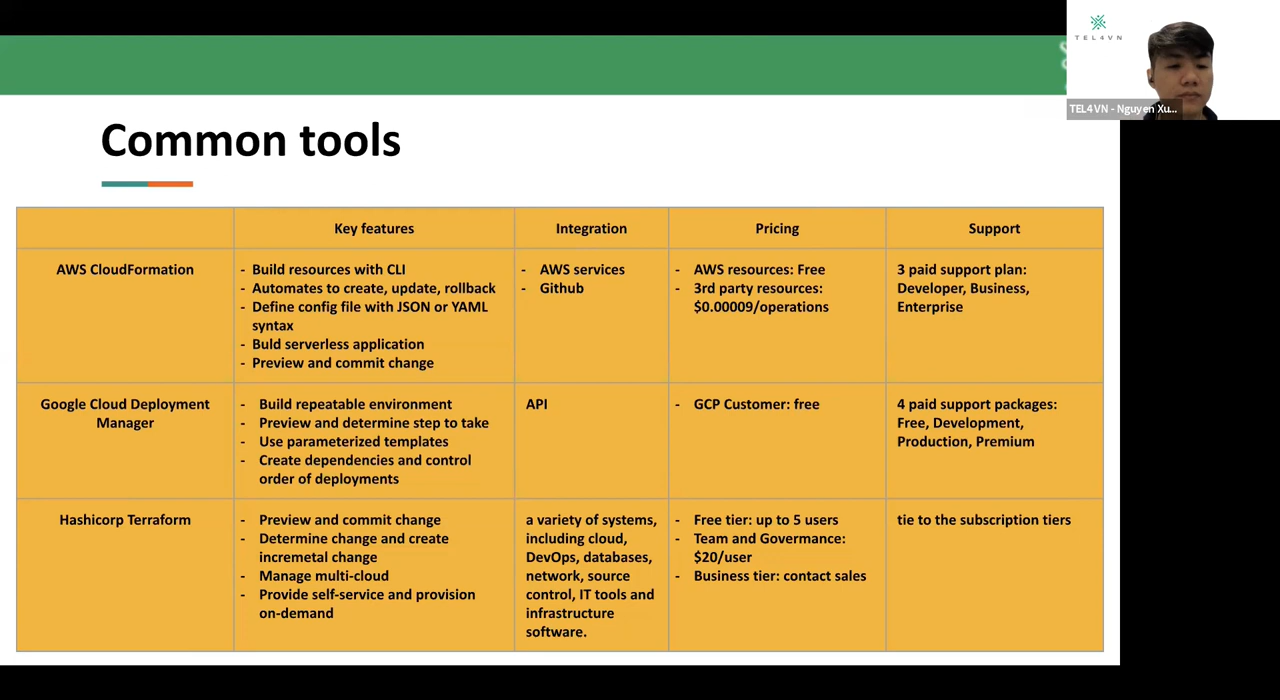 TEL4VN
TEL4VN - Nguyen Xu...
Common tools
Key features
Integration
Pricing
Support
AWS CloudFormation
- Build resources with CLI
- Automates to create, update, rollback
- Define config file with JSON or YAML
syntax
- Buld serverless application
- Preview and commit change
- AWS services
- Github
- AWS resources: Free
- 3rd party resources:
$0.00009/operations
3 paid support plan:
Developer, Business,
Enterprise
Google Cloud Deployment
Manager
- Build repeatable environment
- Preview and determine step to take
- Use parameterized templates
- Create dependencies and control
order of deployments
API
- GCP Customer: free
4 paid support packages:
Free, Development,
Production, Premium
Hashicorp Terraform
- Preview and commit change
- Determine change and create
incremetal change
- Manage multi-cloud
- Provide self-service and provision
on-demand
a variety of systems,
including cloud,
DevOps, databases,
network, source
control, IT tools and
infrastructure
software.
- Free tier: up to 5 users
- Team and Govermance:
$20/user
- Business tier: contact sales
tie to the subscription tiers